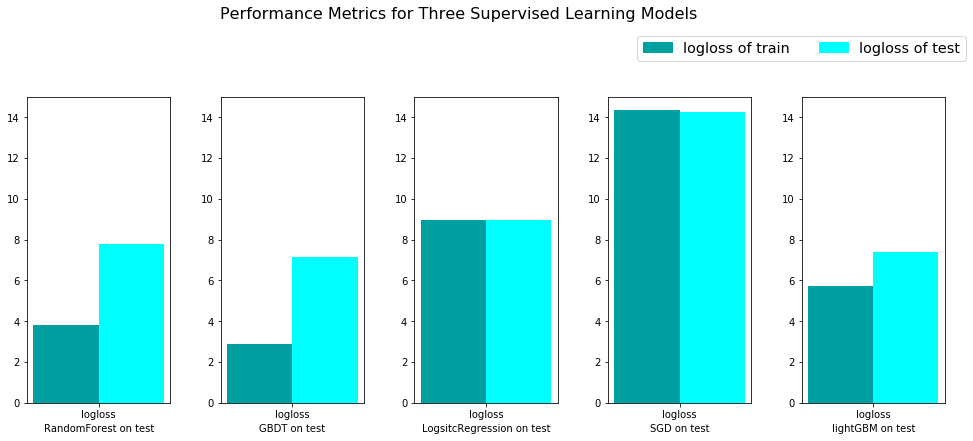 Performance Metrics for Three Supervised Learning Models
logloss of train logloss of test
14 14 14 14 14
12 12 12 12 12
10 10 10 10 10
8 8 8 8 8
6 6 6 6 6
4 4 4 4 4
2 2 2 2 2
0 0 0 0 0
logloss logloss logloss logloss logloss
RandomForest on test GBDT on test LogsitcRegression on test SGD on test lightGBM on test